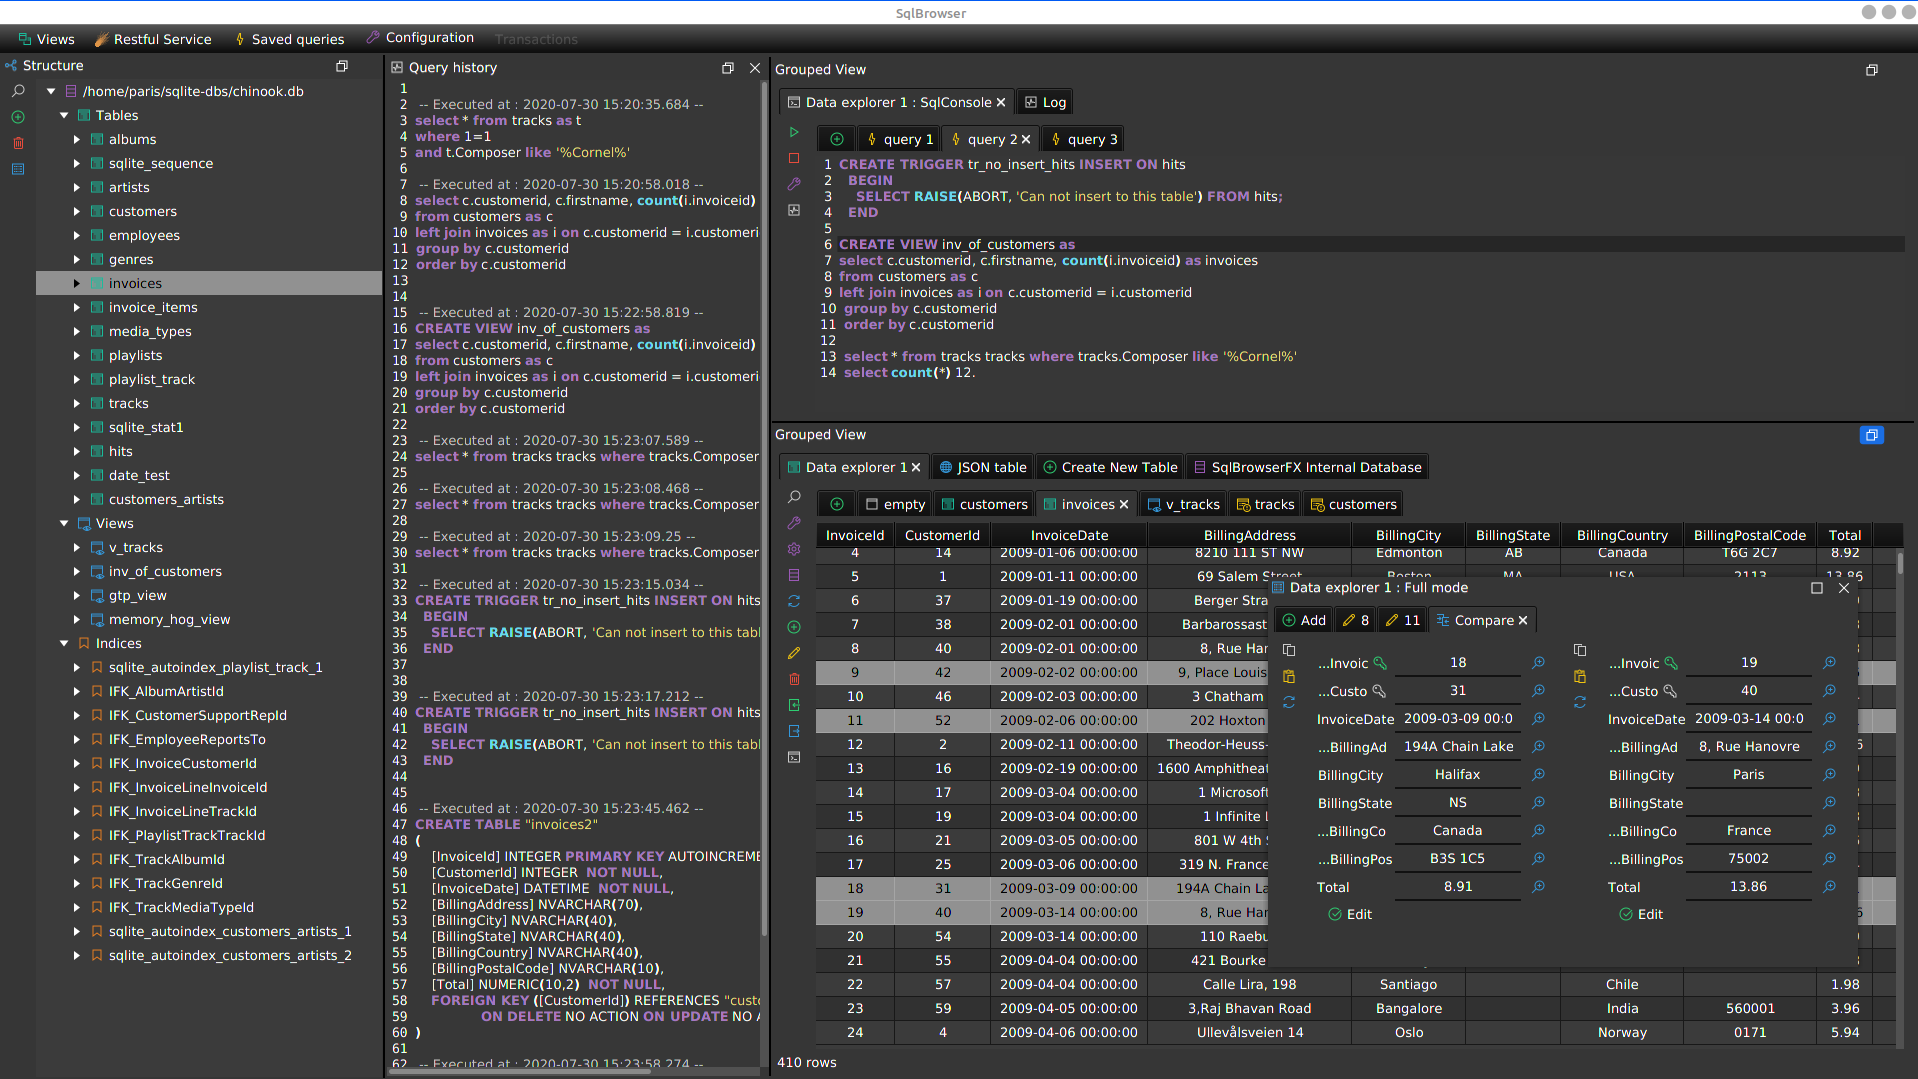 SqlBrowser
Views Restful Service Saved queries Configuration Transactions
Structure
/home/paris/sqlite-dbs/chinook.db
Tables
albums
sqlite_sequence
artists
customers
employees
genres
invoices
invoice_items
media_types
playlists
playlist_track
tracks
sqlite_stat1
hits
date_test
customers_artists
Views
v_tracks
inv_of_customers
gtp_view
memory_hog_view
Indices
sqlite_autoindex_playlist_track_1
IFK_AlbumArtistId
IFK_CustomerSupportRepId
IFK_EmployeeReportsTo
IFK_InvoiceCustomerId
IFK_InvoiceLineInvoiceId
IFK_InvoiceLineTrackId
IFK_PlaylistTrackTrackId
IFK_TrackAlbumId
IFK_TrackGenreId
IFK_TrackMediaTypeId
sqlite_autoindex_customers_artists_1
sqlite_autoindex_customers_artists_2
Query history
1
2 -- Executed at : 2020-07-30 15:20:35.684 --
3 select * from tracks as t
4 where 1=1
5 and t.Composer like '%Cornel%'
6
7 -- Executed at : 2020-07-30 15:20:58.018 --
8 select c.customerid, c.firstname, count(i.invoiceid)
9 from customers as c
10 left join invoices as i on c.customerid = i.customeri
11 group by c.customerid
12 order by c.customerid
13
14
15 -- Executed at : 2020-07-30 15:22:58.819 --
16 CREATE VIEW inv_of_customers as
17 select c.customerid, c.firstname, count(i.invoiceid)
18 from customers as c
19 left join invoices as i on c.customerid = i.customeri
20 group by c.customerid
21 order by c.customerid
22
23 -- Executed at : 2020-07-30 15:23:07.589 --
24 select * from tracks tracks where tracks.Composer
25
26 -- Executed at : 2020-07-30 15:23:08.468 --
27 select * from tracks tracks where tracks.Composer
28
29 -- Executed at : 2020-07-30 15:23:09.25 --
30 select * from tracks tracks where tracks.Composer
31
32 -- Executed at : 2020-07-30 15:23:15.034 --
33 CREATE TRIGGER tr_no_insert_hits INSERT ON hits
34 BEGIN
35 SELECT RAISE(ABORT, 'Can not insert to this tabl
36 END
37
38
39 -- Executed at : 2020-07-30 15:23:17.212 --
40 CREATE TRIGGER tr_no_insert_hits INSERT ON hits
41 BEGIN
42 SELECT RAISE(ABORT, 'Can not insert to this tabl
43 END
44
45
46 -- Executed at : 2020-07-30 15:23:45.462 --
47 CREATE TABLE "invoices2"
48 (
49 [InvoiceId] INTEGER PRIMARY KEY AUTOINCREME
50 [CustomerId] INTEGER NOT NULL,
51 [InvoiceDate] DATETIME NOT NULL,
52 [BillingAddress] NVARCHAR(70),
53 [BillingCity] NVARCHAR(40),
54 [BillingState] NVARCHAR(40),
55 [BillingCountry] NVARCHAR(40),
56 [BillingPostalCode] NVARCHAR(10),
57 [Total] NUMERIC(10,2) NOT NULL,
58 FOREIGN KEY ([CustomerId]) REFERENCES "custo
59 ON DELETE NO ACTION ON UPDATE NO A
60 )
61
62 -- Executed at : 2020-07-30 15:23:58.274 --
Grouped View
Data explorer 1 : SqlConsole Log
query 1 query 2 query 3
1 CREATE TRIGGER tr_no_insert_hits INSERT ON hits
2 BEGIN
3 SELECT RAISE(ABORT, 'Can not insert to this table') FROM hits;
4 END
5
6 CREATE VIEW inv_of_customers as
7 select c.customerid, c.firstname, count(i.invoiceid) as invoices
8 from customers as c
9 left join invoices as i on c.customerid = i.customerid
10 group by c.customerid
11 order by c.customerid
12
13 select * from tracks tracks where tracks.Composer like '%Cornel%'
14 select count(*) 12.
Grouped View
Data explorer 1 JSON table Create New Table SqlBrowserFX Internal Database
empty customers invoices v_tracks tracks customers
InvoiceId CustomerId InvoiceDate BillingAddress BillingCity BillingState BillingCountry BillingPostalCode Total
4 14 2009-01-06 00:00:00 8210 111 ST NW Edmonton AB Canada T6G 2C7 8.92
5 1 2009-01-11 00:00:00 69 Salem Street Boston MA USA 2113 13.86
6 37 2009-01-19 00:00:00 Berger Stra
7 38 2009-02-01 00:00:00 Barbarossast
8 40 2009-02-01 00:00:00 8, Rue Har
9 42 2009-02-02 00:00:00 9, Place Louis
10 46 2009-02-03 00:00:00 3 Chatham
11 52 2009-02-06 00:00:00 202 Hoxton
12 2 2009-02-11 00:00:00 Theodor-Heuss-
13 16 2009-02-19 00:00:00 1600 Amphitheat
14 17 2009-03-04 00:00:00 1 Microsof
15 19 2009-03-04 00:00:00 1 Infinite L
16 21 2009-03-05 00:00:00 801 W 4th S
17 25 2009-03-06 00:00:00 319 N. France
18 31 2009-03-09 00:00:00 194A Chain La
19 40 2009-03-14 00:00:00 8, Rue Har
20 54 2009-03-14 00:00:00 110 Raebu
21 55 2009-04-04 00:00:00 421 Bourke
22 57 2009-04-04 00:00:00 Calle Lira, 198 Santiago Chile 1.98
23 59 2009-04-05 00:00:00 3,Raj Bhavan Road Bangalore India 560001 3.96
24 4 2009-04-06 00:00:00 Ullevålsveien 14 Oslo Norway 0171 5.94
410 rows
Data explorer 1 : Full mode
Add 8 11 Compare
...Invoic 18 ...Invoic 19
...Custo 31 ...Custo 40
InvoiceDate 2009-03-09 00:0 InvoiceDate 2009-03-14 00:0
...BillingAd 194A Chain Lake ...BillingAd 8, Rue Hanovre
BillingCity Halifax BillingCity Paris
BillingState NS BillingState
...BillingCo Canada ...BillingCo France
...BillingPos B3S 1C5 ...BillingPos 75002
Total 8.91 Total 13.86
Edit Edit